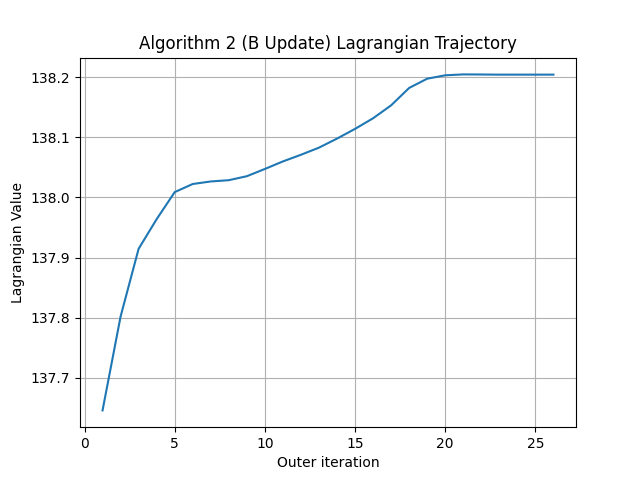 Algorithm 2 (B Update) Lagrangian Trajectory
138.2
138.1
138.0
137.9
137.8
137.7
Lagrangian Value
0 5 10 15 20 25
Outer iteration